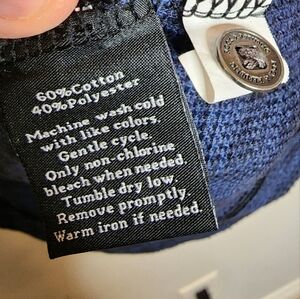 60%Cotton
40%Polyester
Machine wash cold
with like colors.
Gentle cycle.
Only non-chlorine
bleach when needed.
Tumble dry low.
Remove promptly.
Warm iron if needed.